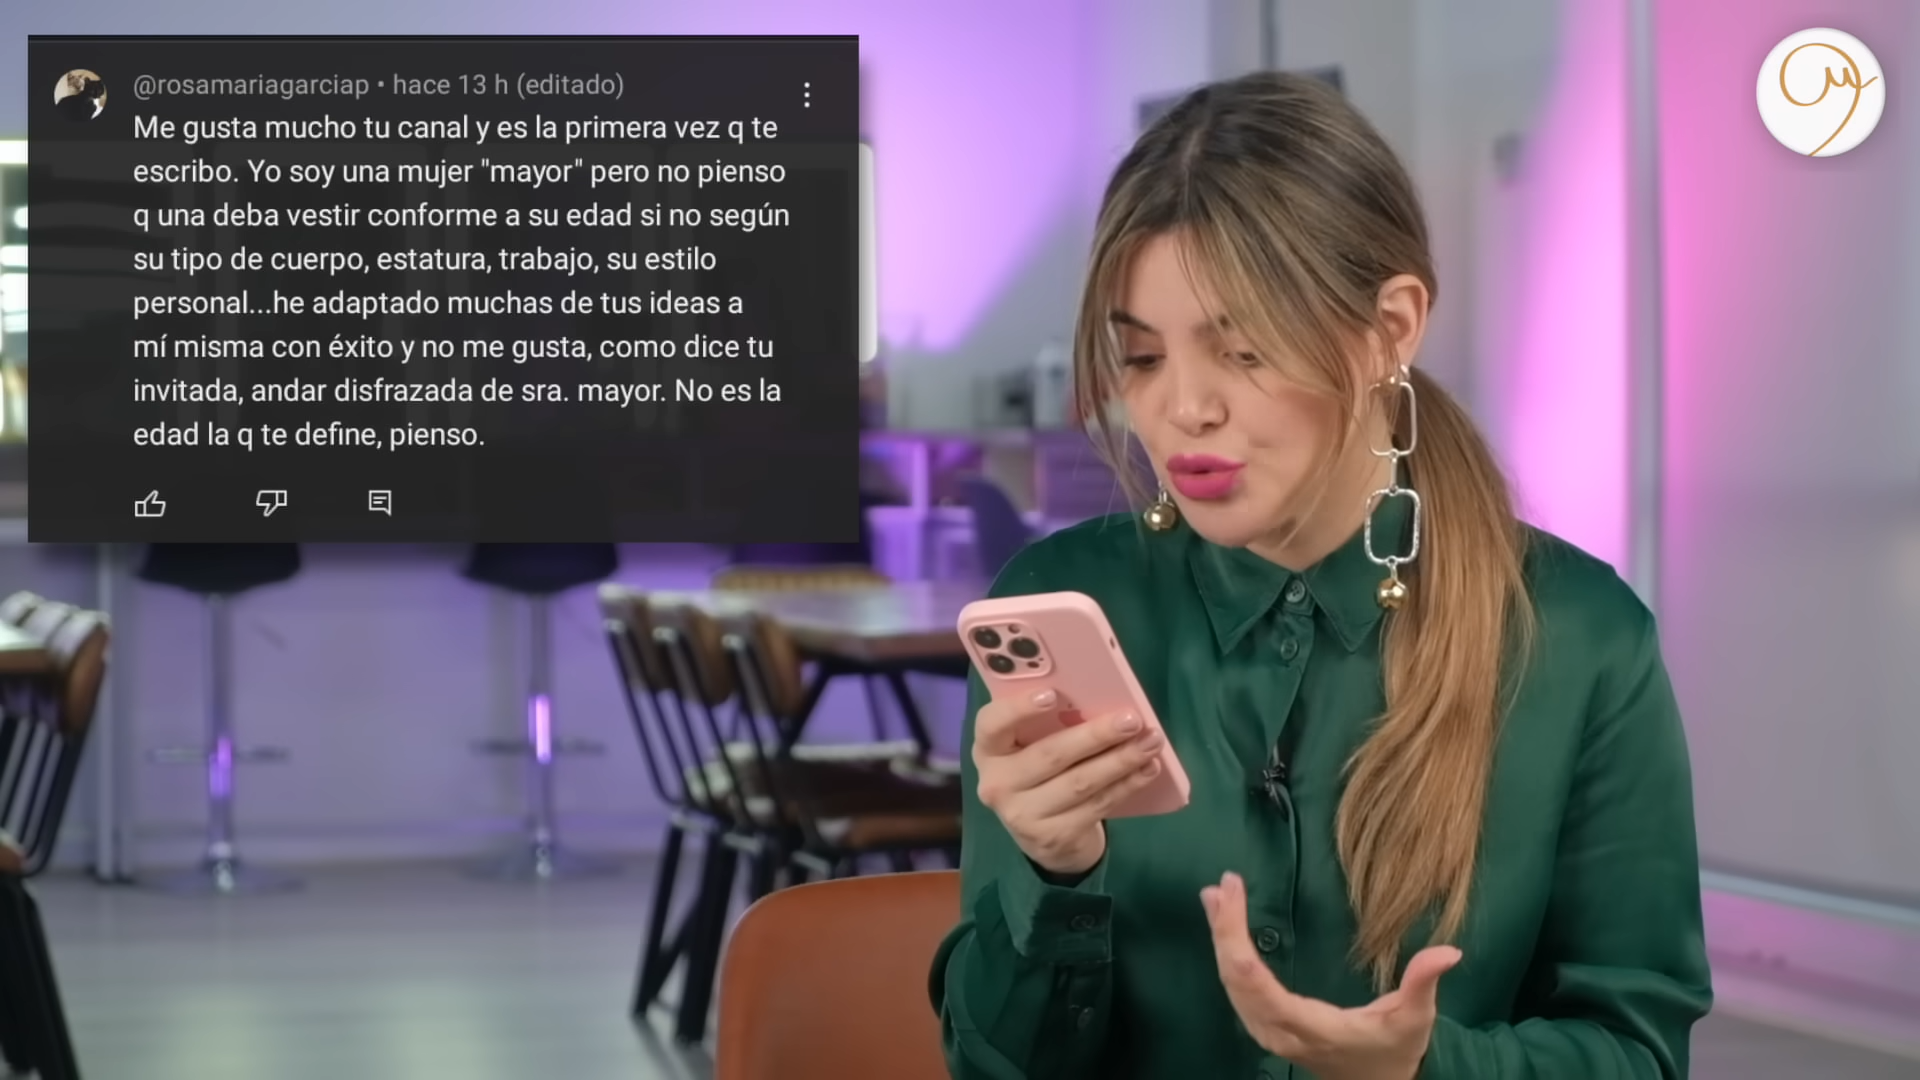 @rosamariagarciap • hace 13 h (editado)
Me gusta mucho tu canal y es la primera vez q te
escribo. Yo soy una mujer "mayor" pero no pienso
q una deba vestir conforme a su edad si no según
su tipo de cuerpo, estatura, trabajo, su estilo
personal...he adaptado muchas de tus ideas a
mí misma con éxito y no me gusta, como dice tu
invitada, andar disfrazada de sra. mayor. No es la
edad la q te define, pienso.